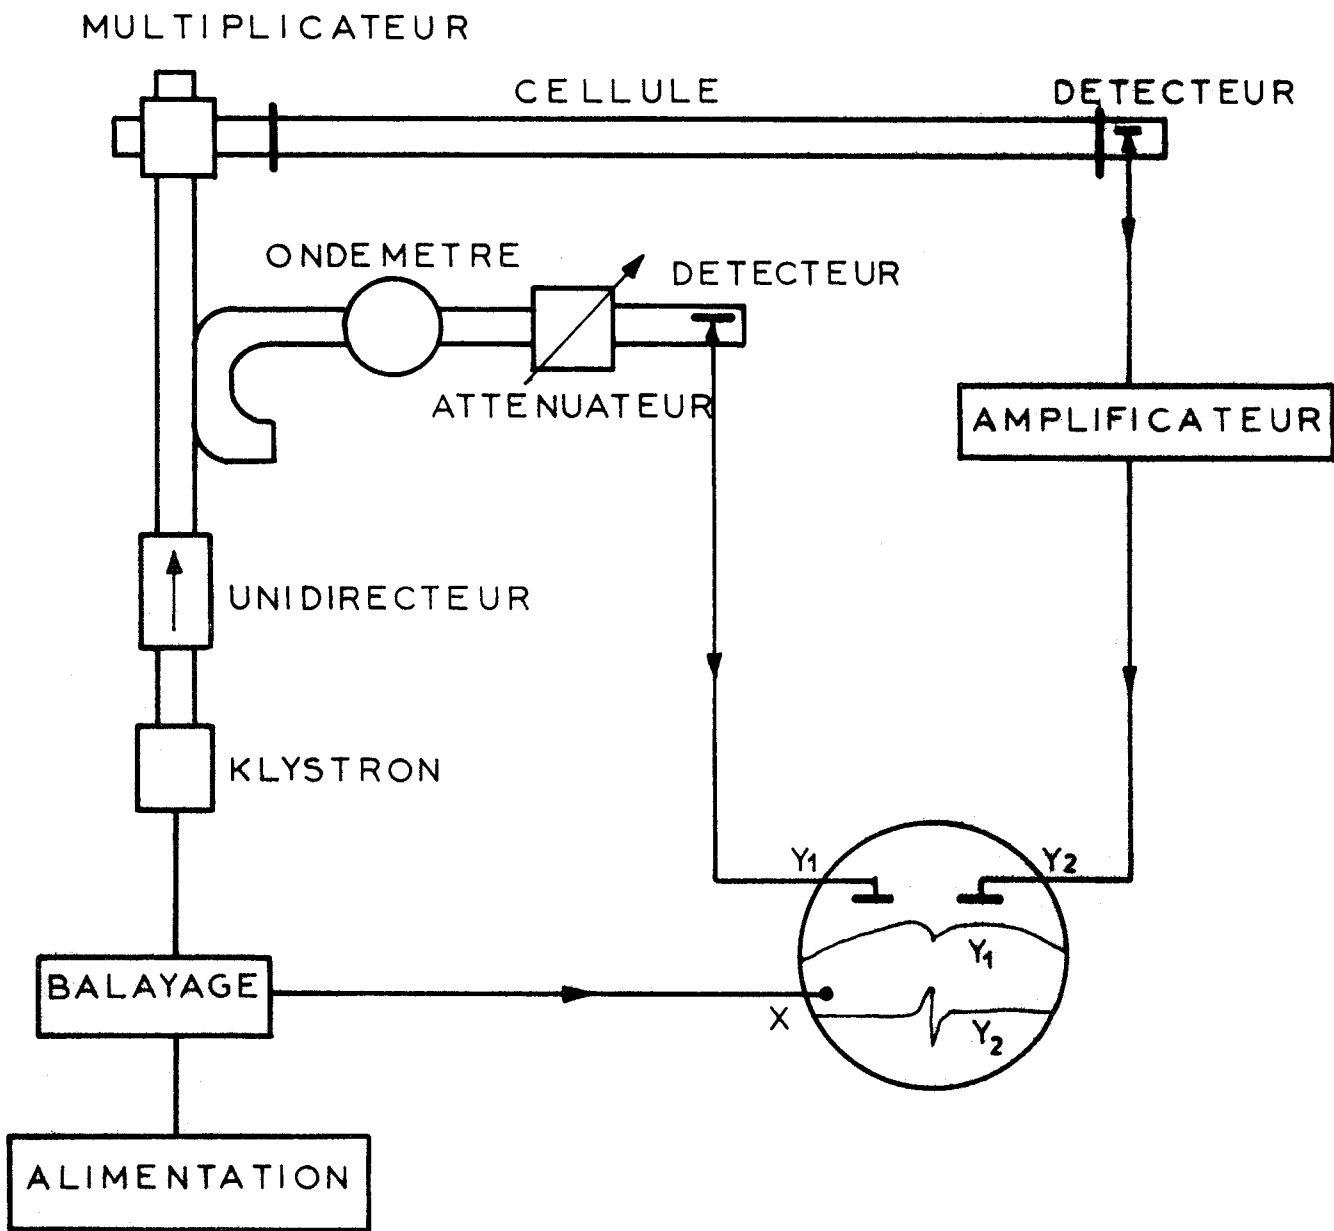 MULTIPLICATEUR
CELLULE
DETECTEUR
ONDEMETRE
DETECTEUR
ATTENUATEUR
AMPLIFICATEUR
UNIDIRECTEUR
KLYSTRON
Y1
Y2
Y1
BALAYAGE
X
Y2
ALIMENTATION